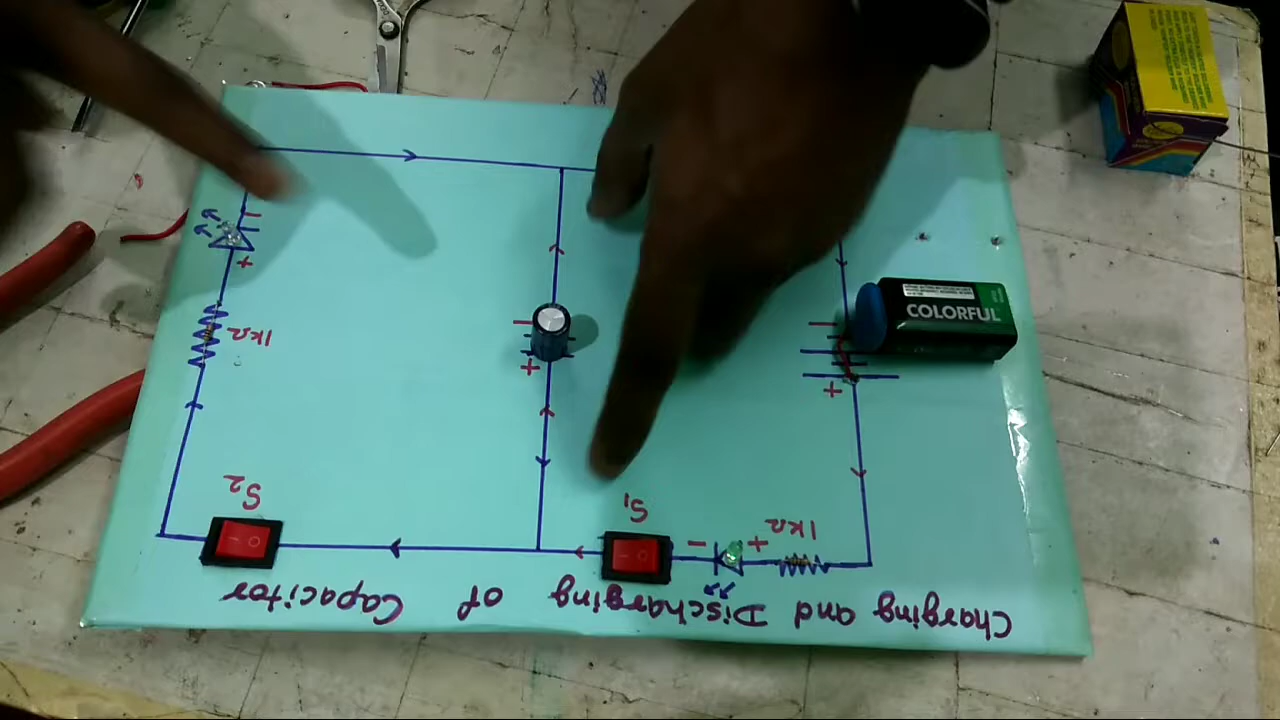 Charging and Discharging of Capacitor
1kΩ
+
-
S1
S2
+
-
1kΩ
+
-
+
-
COLORFUL